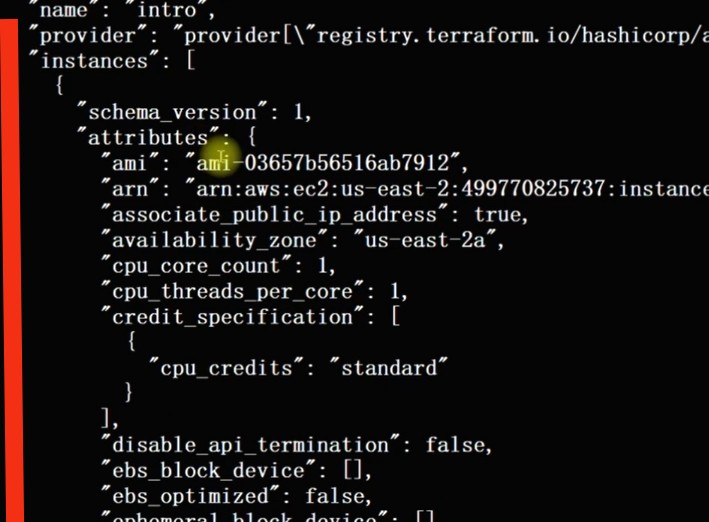 "name": "intro",
"provider": "provider[\"registry.terraform.io/hashicorp/a
"instances": [
{
"schema_version": 1,
"attributes": {
"ami": "ami-03657b56516ab7912",
"arn": "arn:aws:ec2:us-east-2:499770825737:instance
"associate_public_ip_address": true,
"availability_zone": "us-east-2a",
"cpu_core_count": 1,
"cpu_threads_per_core": 1,
"credit_specification": [
{
"cpu_credits": "standard"
}
],
"disable_api_termination": false,
"ebs_block_device": [],
"ebs_optimized": false,
"ephemeral_block_device": []